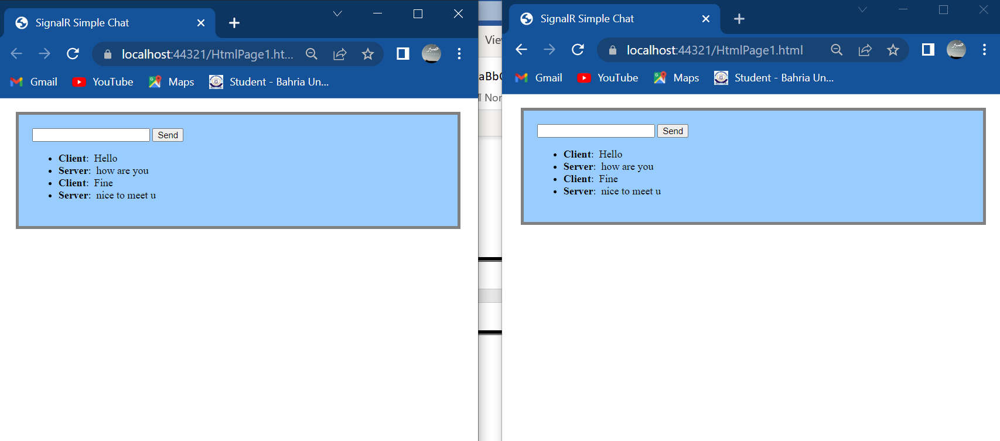 SignalR Simple Chat
localhost:44321/HtmlPage1.ht...
Gmail YouTube Maps Student - Bahria Un...
Send
Client: Hello
Server: how are you
Client: Fine
Server: nice to meet u
Vie
aBb
Nor
SignalR Simple Chat
localhost:44321/HtmlPage1.html
Gmail YouTube Maps Student - Bahria Un...
Send
Client: Hello
Server: how are you
Client: Fine
Server: nice to meet u